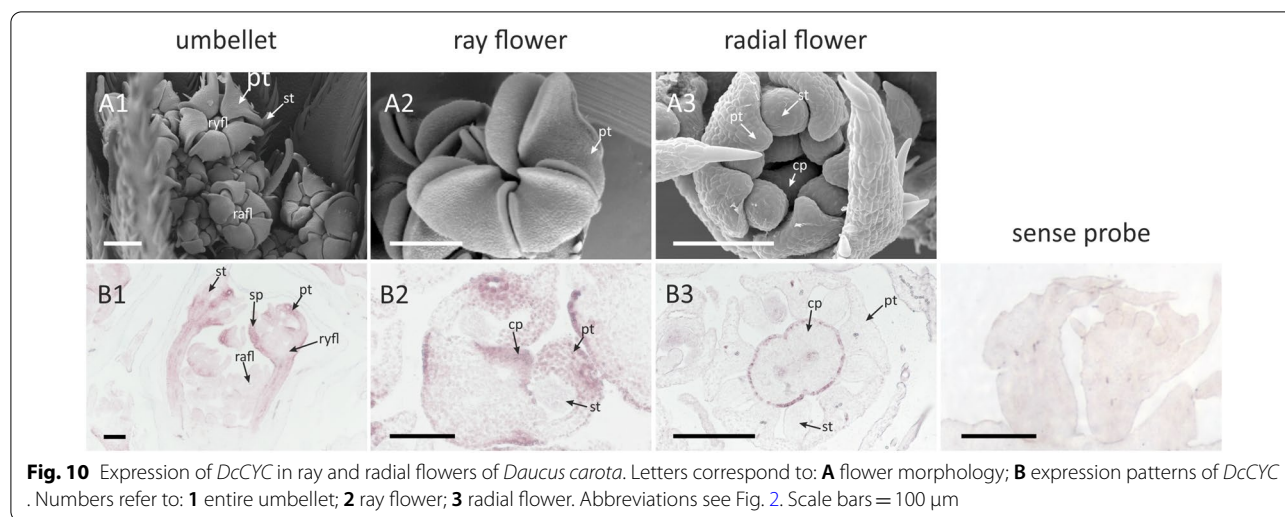 umbellet
ray flower
radial flower
A1
pt
st
ryfl
rafl
A2
pt
A3
st
pt
cp
sense probe
B1
st
sp
pt
ryfl
rafl
B2
cp
pt
st
B3
cp
pt
st
Fig. 10 Expression of DcCYC in ray and radial flowers of Daucus carota. Letters correspond to: A flower morphology; B expression patterns of DcCYC
. Numbers refer to: 1 entire umbellet; 2 ray flower; 3 radial flower. Abbreviations see Fig. 2. Scale bars = 100 μm